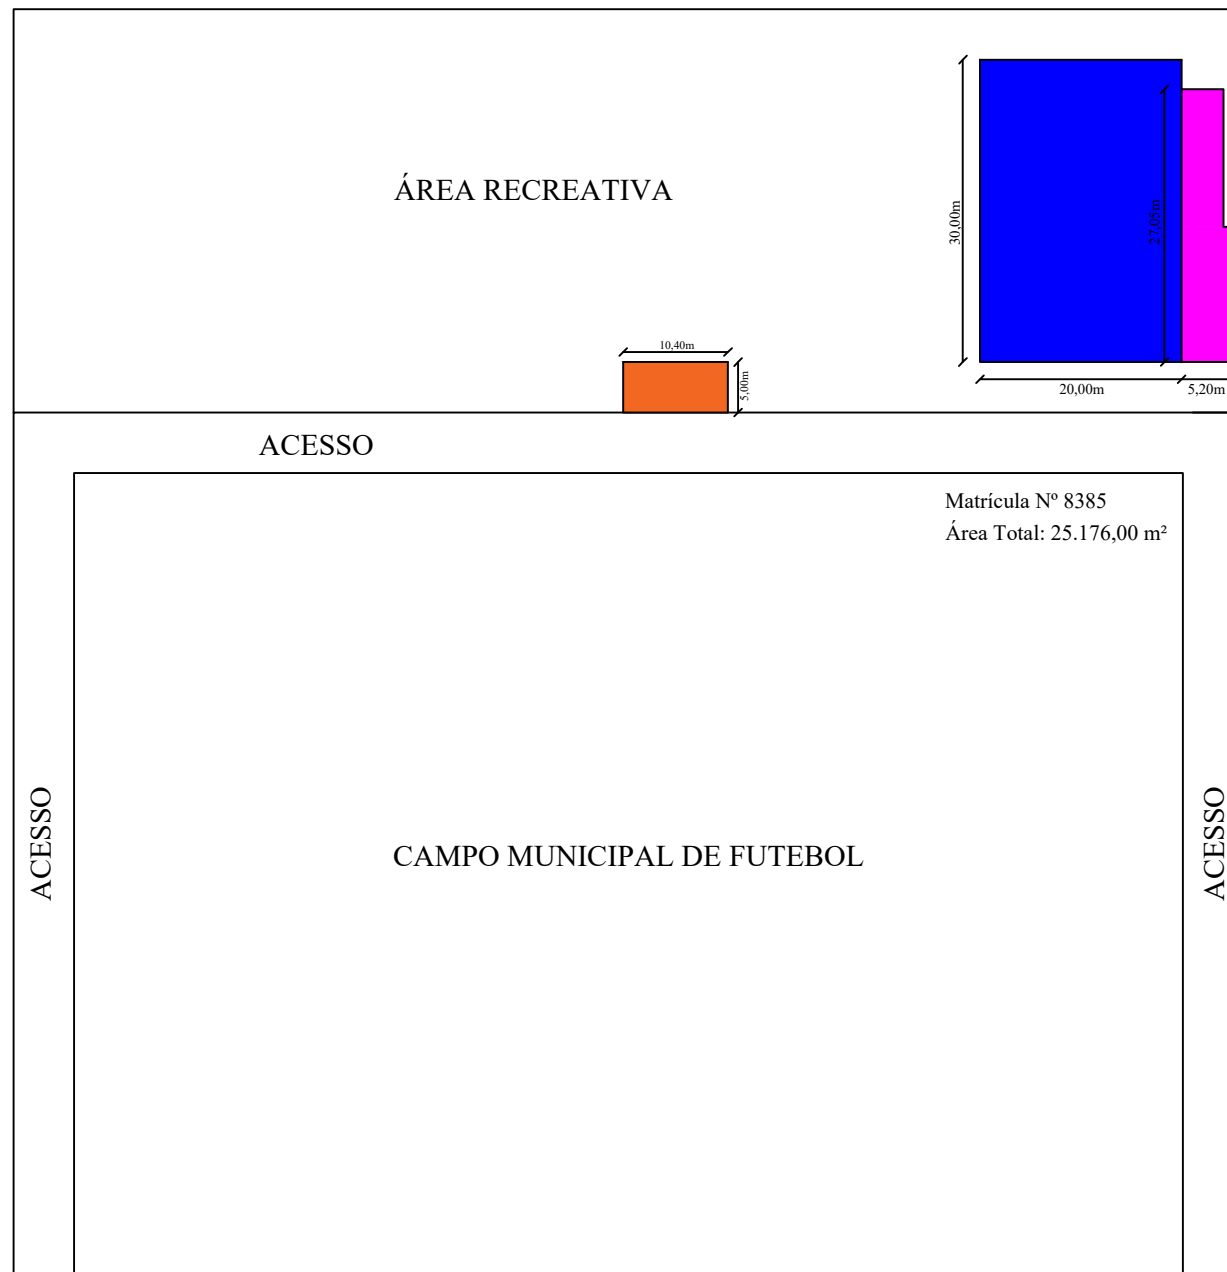 ÁREA RECREATIVA
30,00m
27,05m
10,40m
5,00m
20,00m
5,20m
ACESSO
Matrícula Nº 8385
Área Total: 25.176,00 m²
ACESSO
CAMPO MUNICIPAL DE FUTEBOL
ACESSO